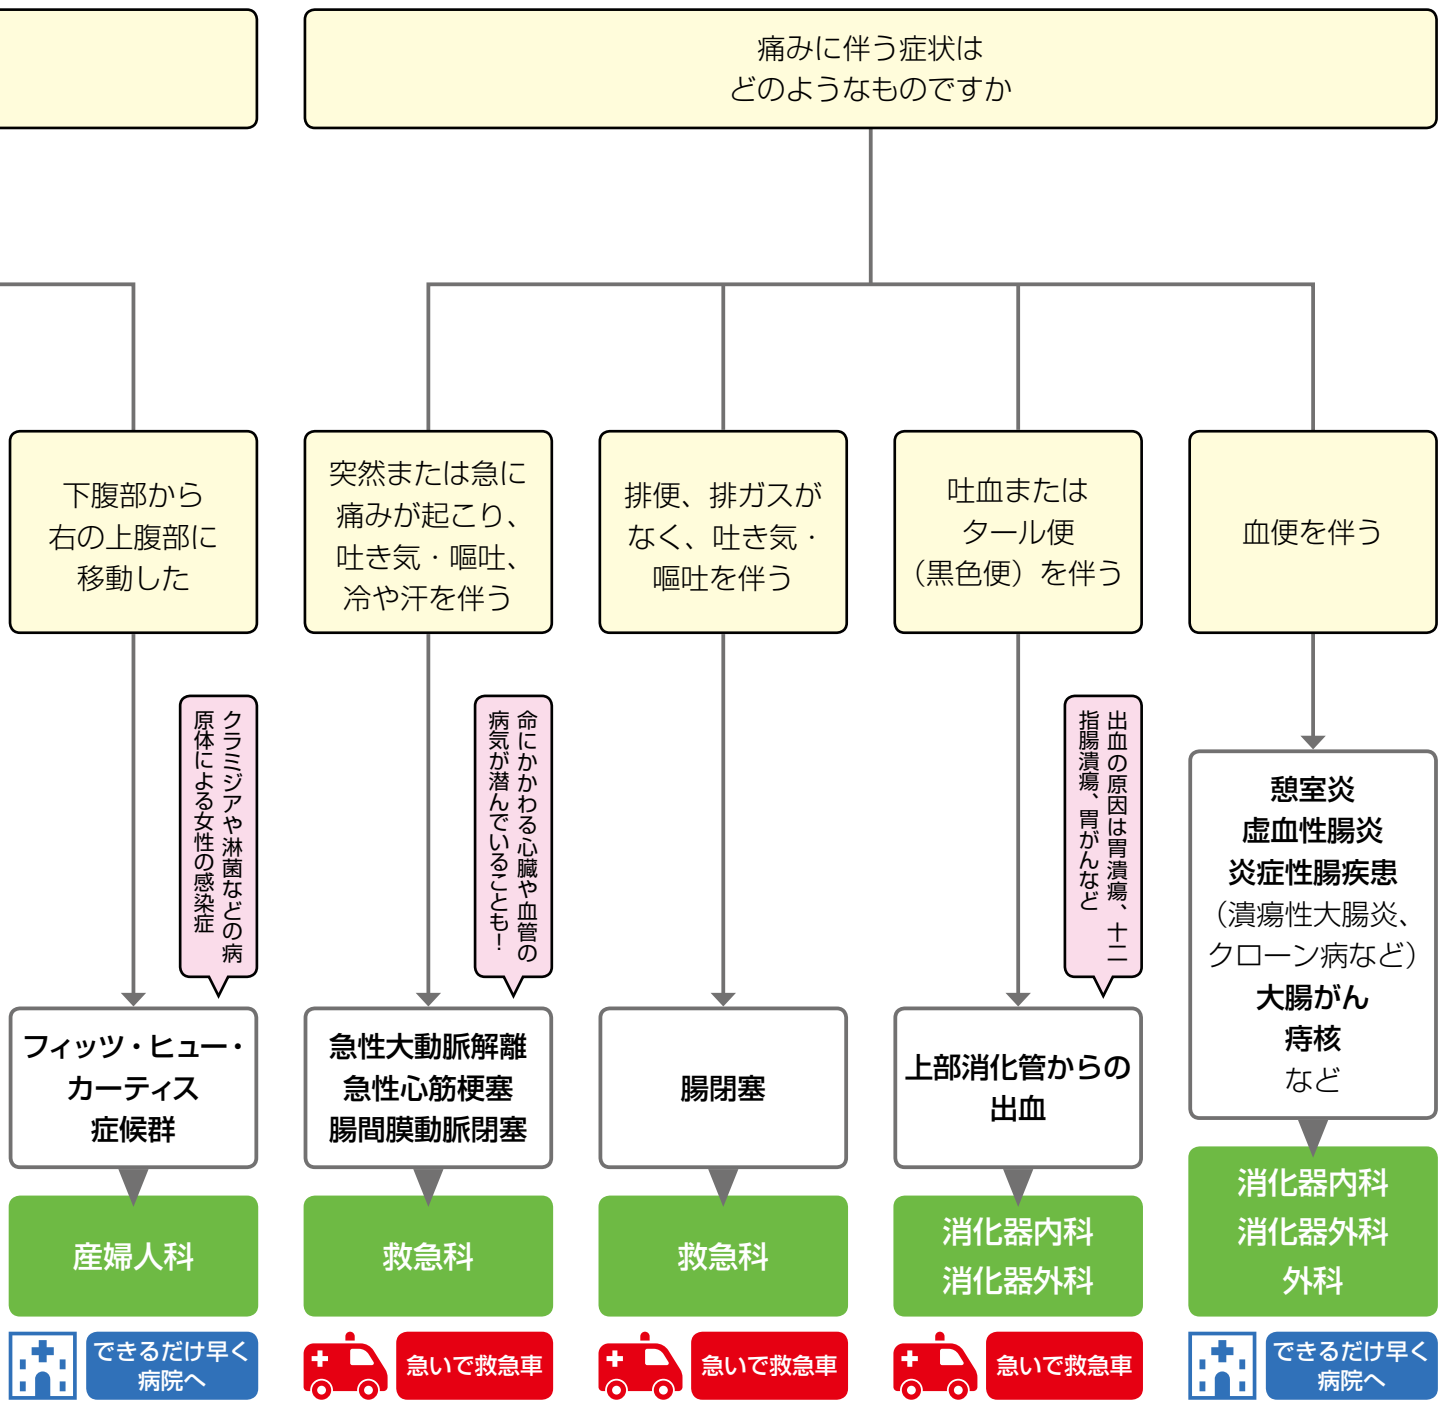 痛みに伴う症状は
どのようなものですか
下腹部から
右の上腹部に
移動した
突然または急に
痛みが起こり、
吐き気・嘔吐、
冷や汗を伴う
排便、排ガスが
なく、吐き気・
嘔吐を伴う
吐血または
タール便
（黒色便）を伴う
血便を伴う
クラミジアや淋菌などの病
原体による女性の感染症
命にかかわる心臓や血管の
病気が潜んでいることも！
出血の原因は胃潰瘍、十二
指腸潰瘍、胃がんなど
フィッツ・ヒュー・
カーティス
症候群
急性大動脈解離
急性心筋梗塞
腸間膜動脈閉塞
腸閉塞
上部消化管からの
出血
憩室炎
虚血性腸炎
炎症性腸疾患
（潰瘍性大腸炎、
クローン病など）
大腸がん
痔核
など
産婦人科
救急科
救急科
消化器内科
消化器外科
消化器内科
消化器外科
外科
できるだけ早く
病院へ
急いで救急車
急いで救急車
急いで救急車
できるだけ早く
病院へ